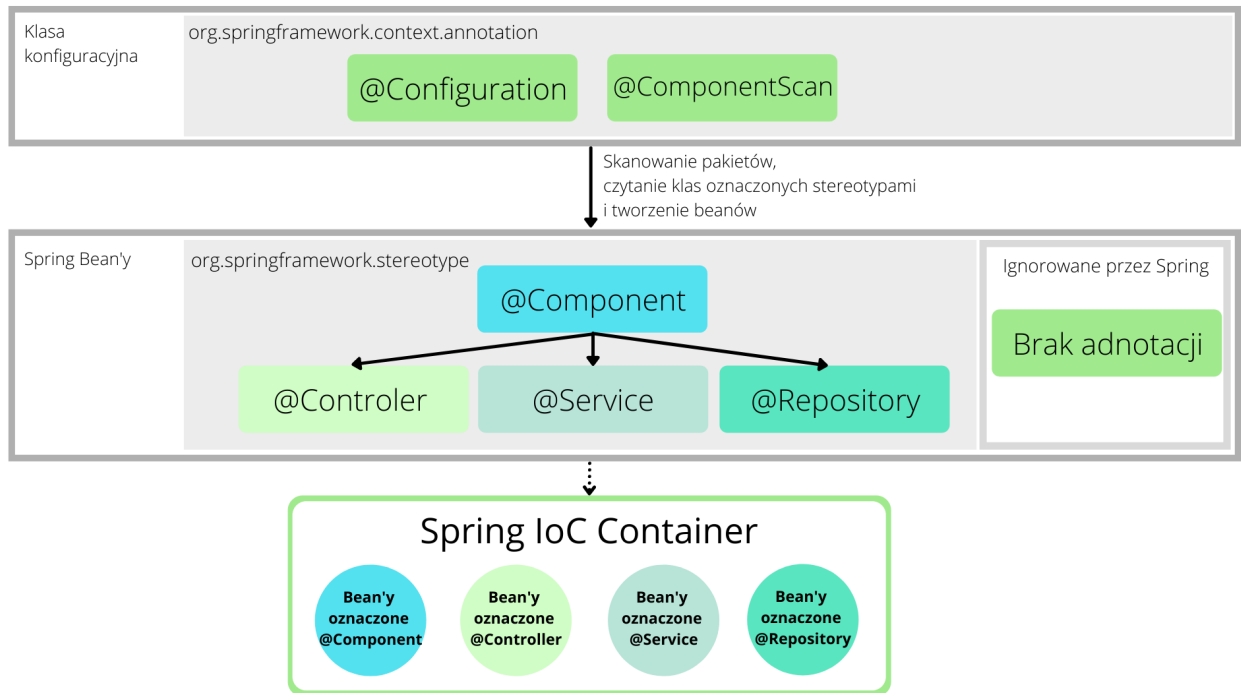 Klasa
konfiguracyjna
org.springframework.context.annotation
@Configuration
@ComponentScan
Skanowanie pakietów,
czytanie klas oznaczonych stereotypami
i tworzenie beanów
Spring Bean'y
org.springframework.stereotype
@Component
@Controler
@Service
@Repository
Ignorowane przez Spring
Brak adnotacji
Spring IoC Container
Bean'y
oznaczone
@Component
Bean'y
oznaczone
@Controller
Bean'y
oznaczone
@Service
Bean'y
oznaczone
@Repository